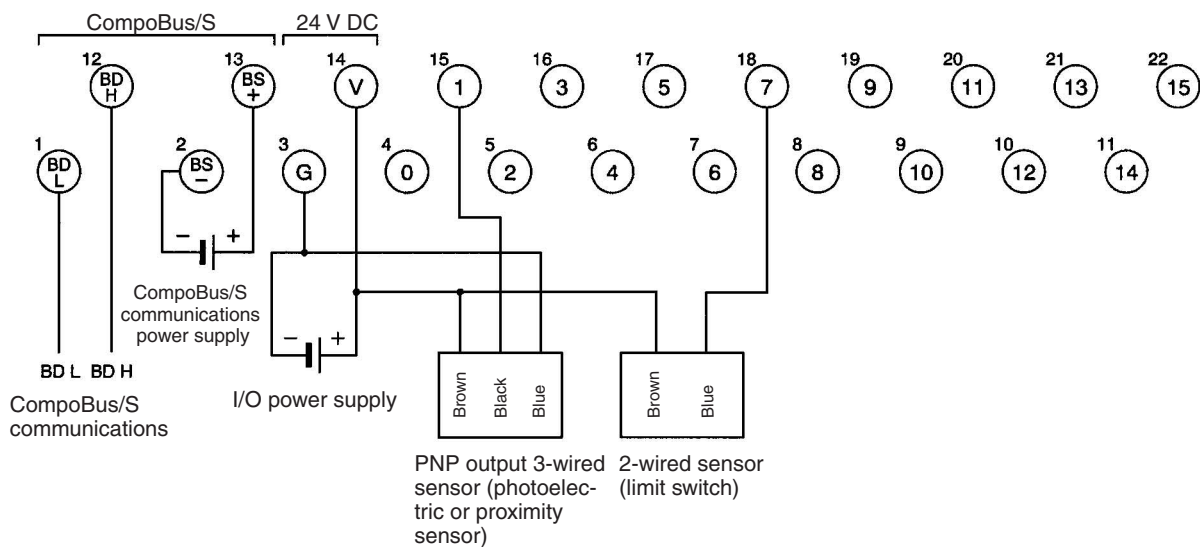 CompoBus/S 24 V DC
12 BD H 13 BS + 14 V 15 1 16 3 17 5 18 7 19 9 20 11 21 13 22 15
1 BD L 2 BS – 3 G 4 0 5 2 6 4 7 6 8 8 9 10 10 12 11 14
– +
CompoBus/S
communications
power supply
– +
BD L BD H
CompoBus/S
communications
I/O power supply
Brown Black Blue
Brown Blue
PNP output 3-wired
sensor (photoelec-
tric or proximity
sensor)
2-wired sensor
(limit switch)